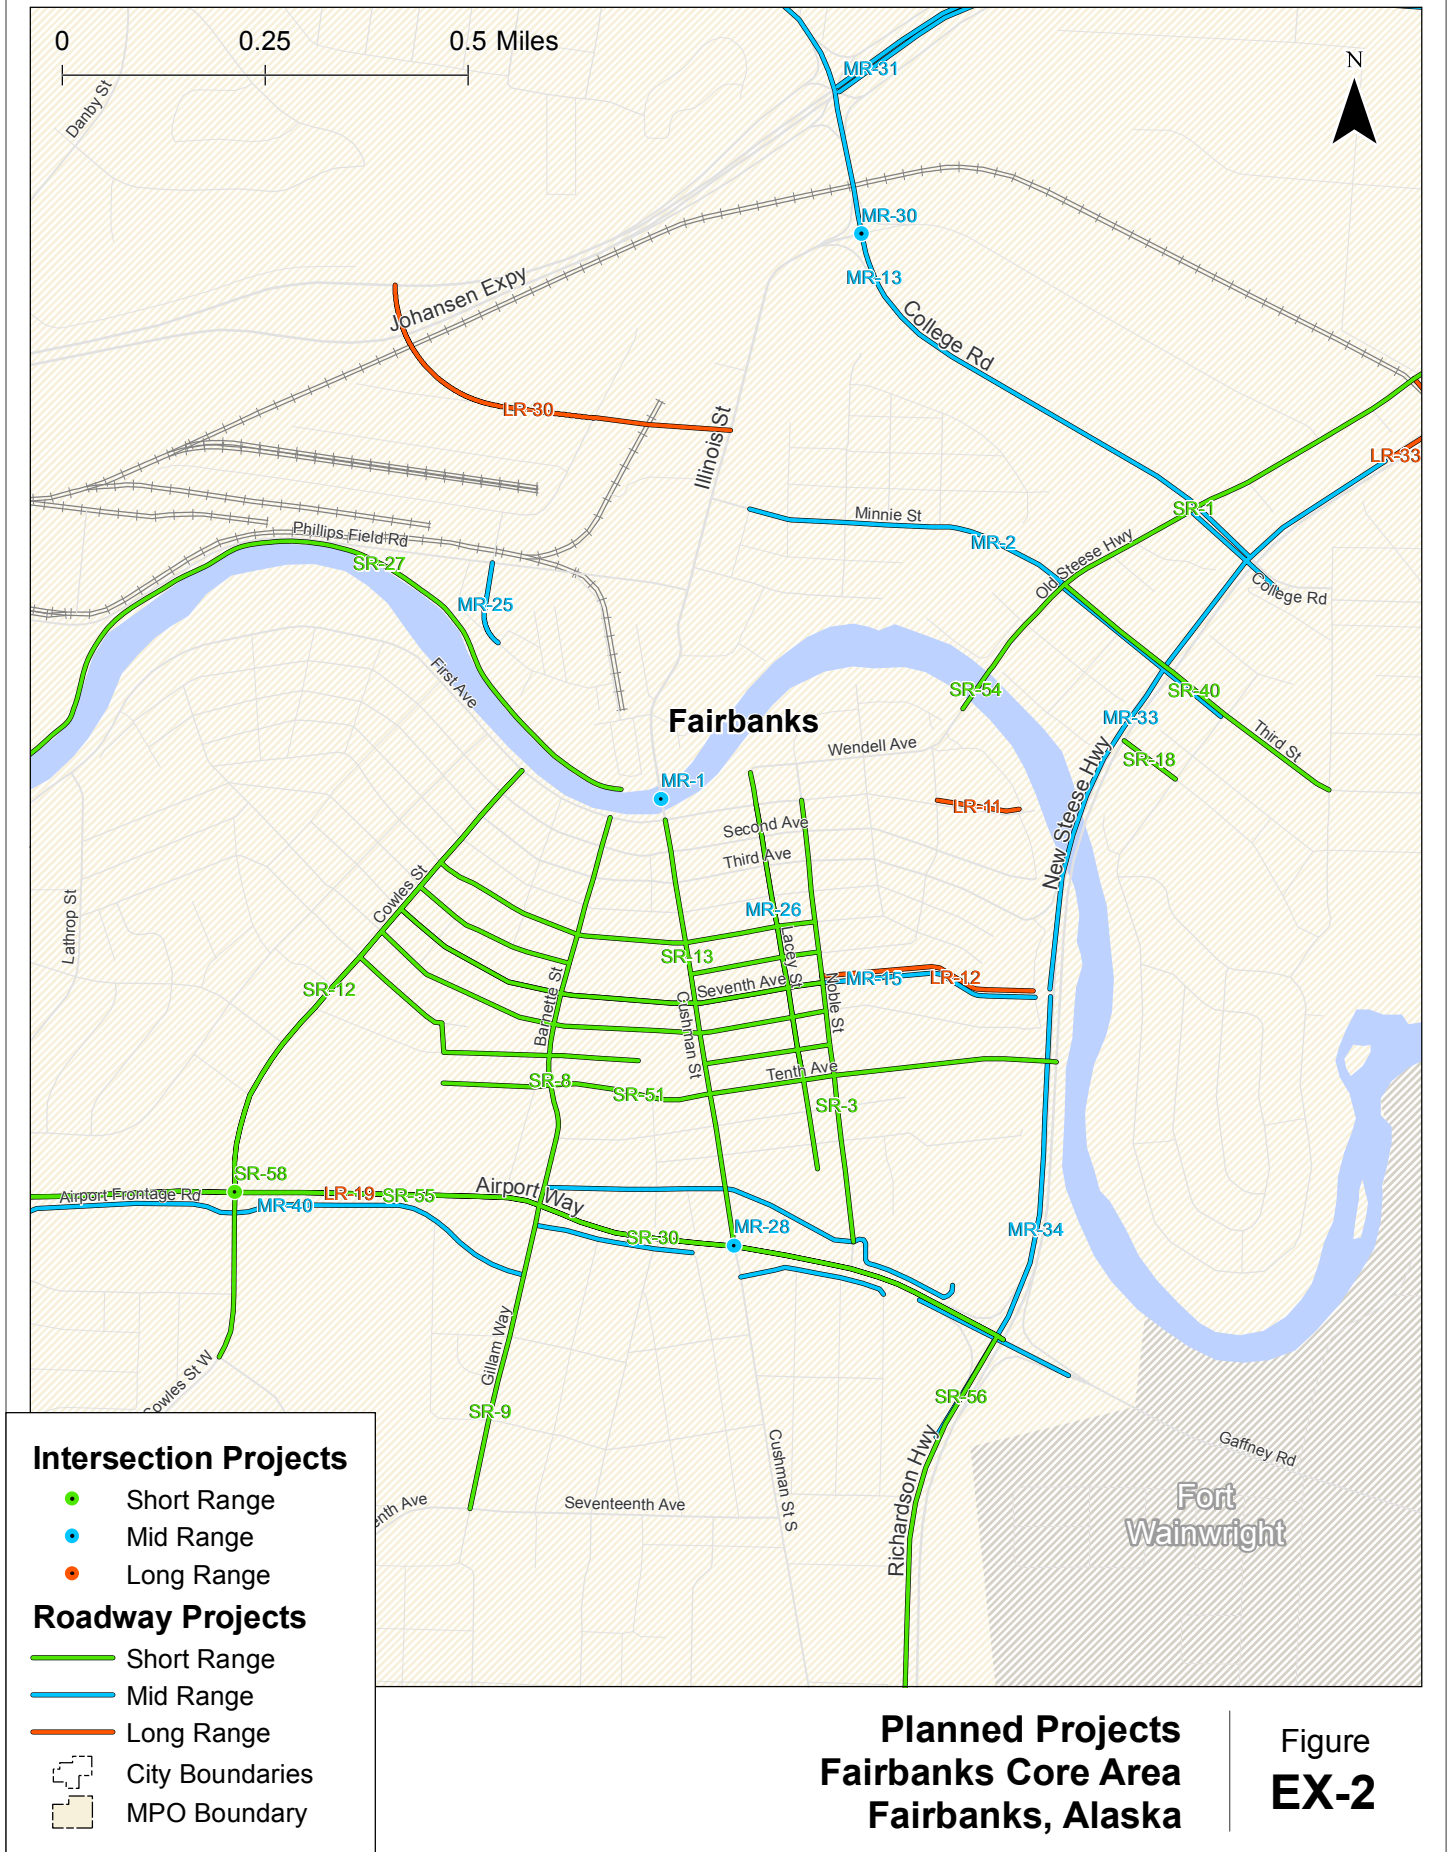 0 0.25 0.5 Miles
N
Danby St
MR-31
MR-30
MR-13
Johansen Expy
College Rd
LR-30
Illinois St
LR-33
SR-1
Minnie St
MR-2
Old Steese Hwy
College Rd
Phillips Field Rd
SR-27
MR-25
First Ave
SR-54
SR-40
Fairbanks
MR-33
Third St
Wendell Ave
SR-18
MR-1
LR-11
Second Ave
Third Ave
New Steese Hwy
Cowles St
Lathrop St
MR-26
Lacey St
SR-13
Barnette St
Seventh Ave
Noble St
MR-15
LR-12
SR-12
Cushman St
Tenth Ave
SR-8
SR-51
SR-3
SR-58
Airport Frontage Rd
LR-19
SR-55
MR-40
Airport Way
SR-30
MR-28
MR-34
Gillam Way
Cowles St W
SR-9
SR-56
Richardson Hwy
Cushman St S
Gaffney Rd
enth Ave
Seventeenth Ave
Fort
Wainwright
Intersection Projects
Short Range
Mid Range
Long Range
Roadway Projects
Short Range
Mid Range
Long Range
City Boundaries
MPO Boundary
Planned Projects
Fairbanks Core Area
Fairbanks, Alaska
Figure
EX-2